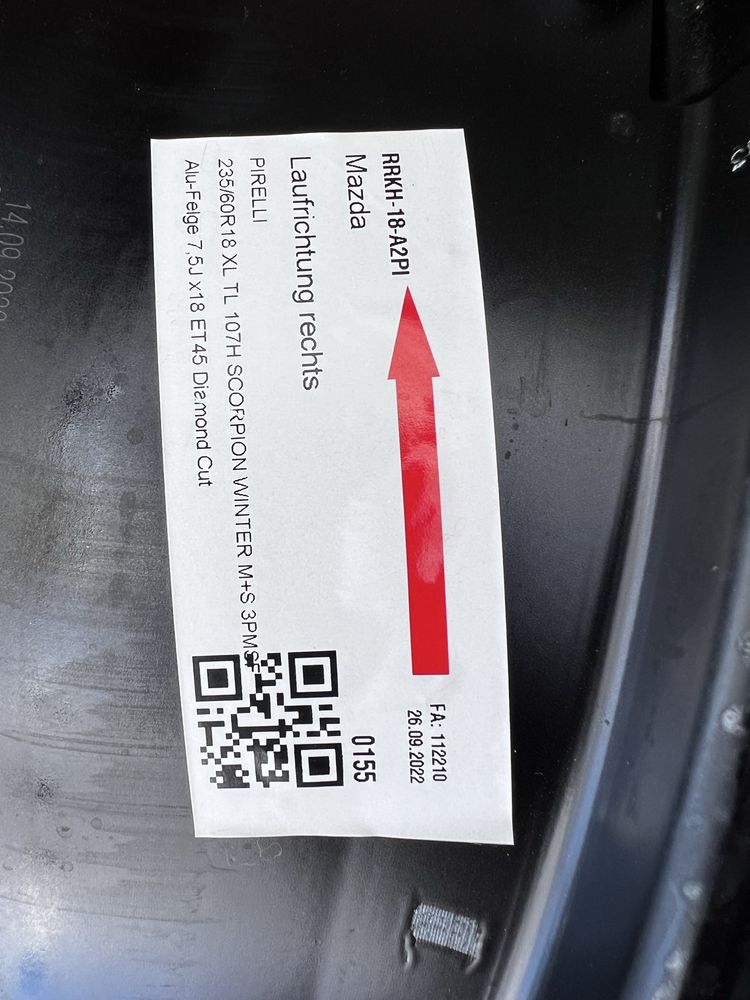 RRKH-18-A2PI
FA: 112210
26.09.2022
Mazda
0155
Laufrichtung rechts
PIRELLI
235/60R18 XL TL 107H SCORPION WINTER M+S 3PMSF
Alu-Felge 7,5J x18 ET45 Diamond Cut